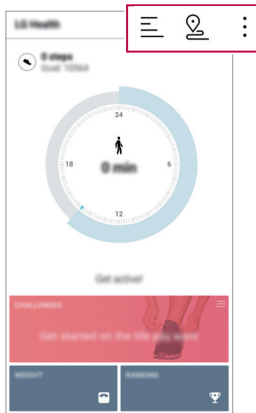 LG Health
0 steps
Goal: 10564
24
18
6
0 min
12
Get active!
CHALLENGES
Get started on the life you want
WEIGHT
RANKING